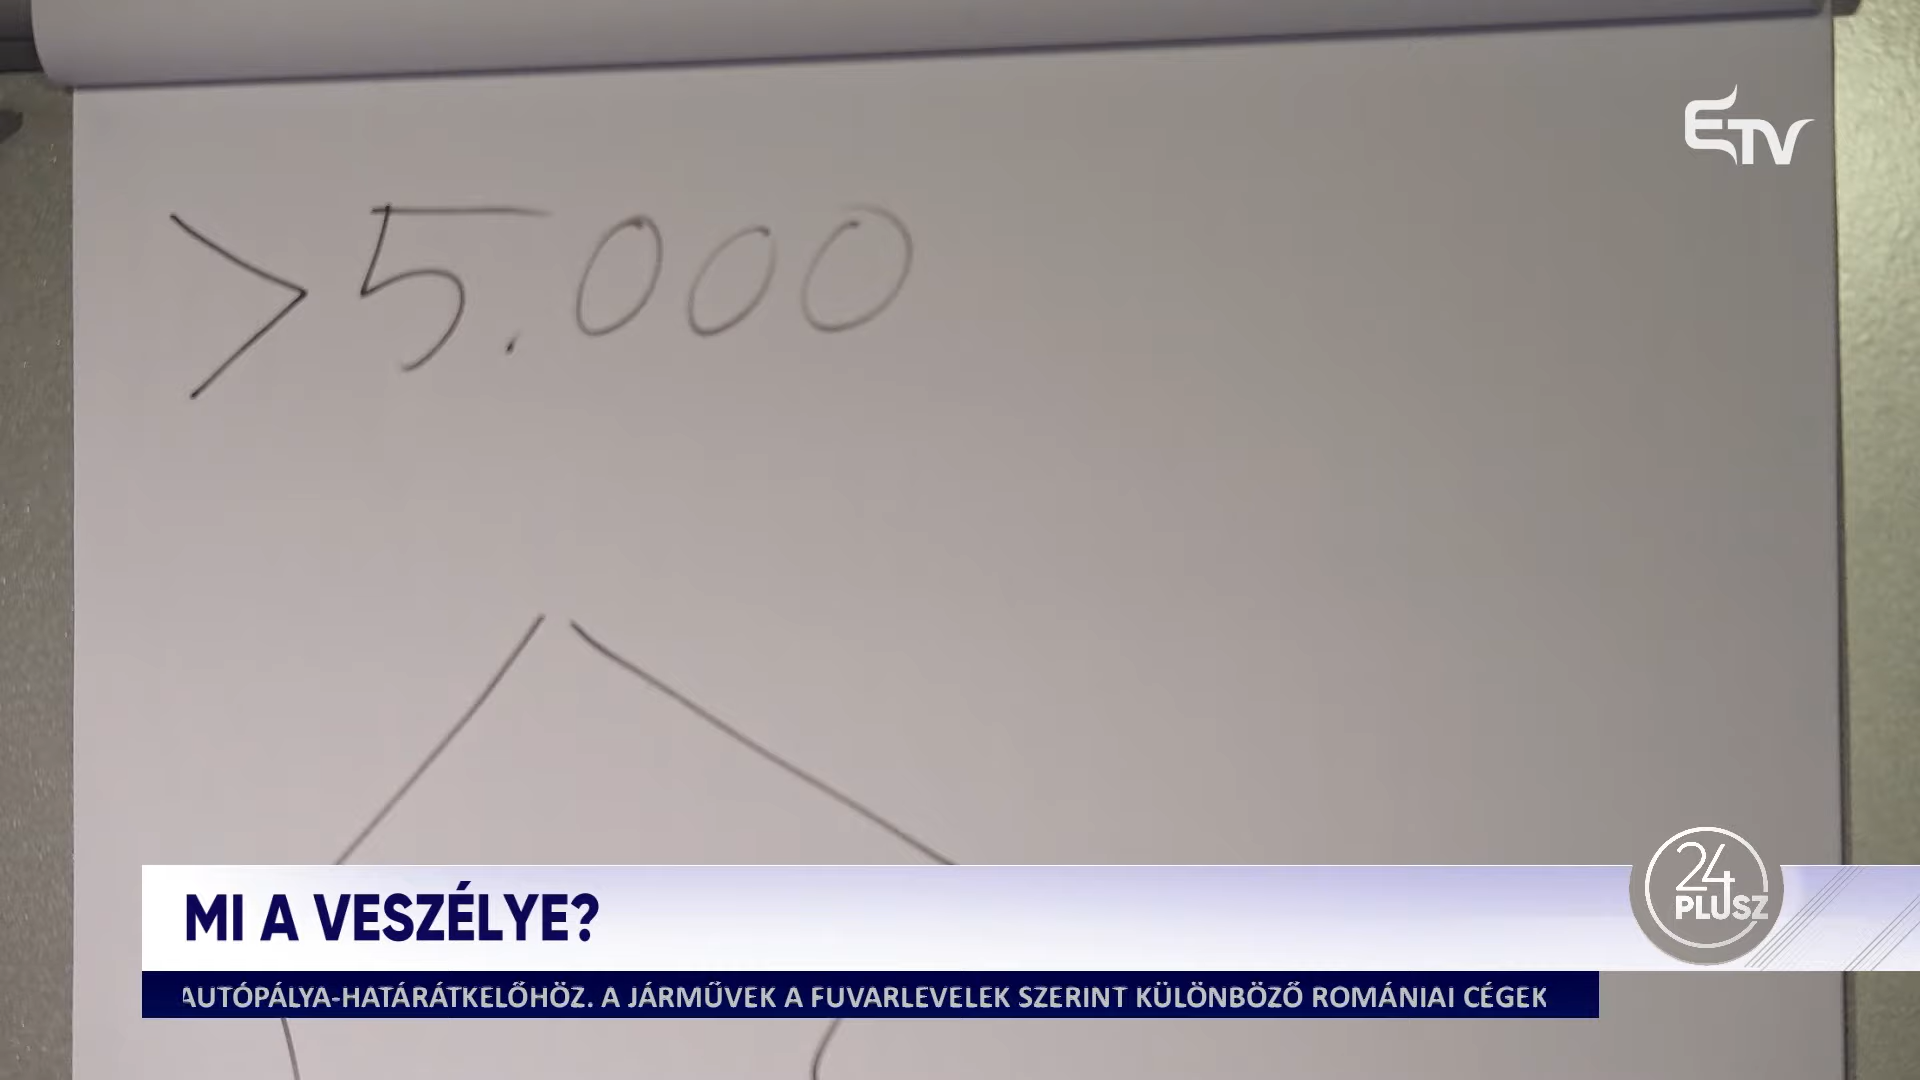 ETV
>5.000
MI A VESZÉLYE?
24
PLUSZ
AUTÓPÁLYA-HATÁRÁTKELŐHÖZ. A JÁRMŰVEK A FUVARLEVELEK SZERINT KÜLÖNBÖZŐ ROMÁNIAI CÉGEK